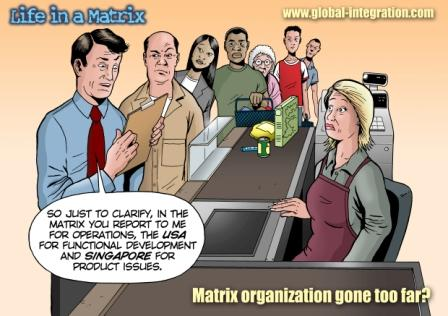 Life in a Matrix
www.global-integration.com
SO JUST TO CLARIFY, IN THE
MATRIX YOU REPORT TO ME
FOR OPERATIONS, THE USA
FOR FUNCTIONAL DEVELOPMENT
AND SINGAPORE FOR
PRODUCT ISSUES.
Matrix organization gone too far?